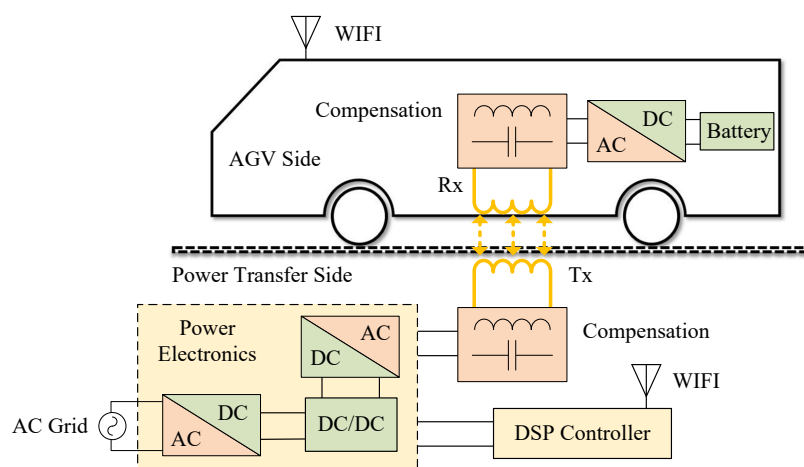 WIFI
Compensation
DC
AC
Battery
AGV Side
Rx
Power Transfer Side
Tx
Power
Electronics
AC
DC
Compensation
WIFI
DC
AC
AC Grid
DC/DC
DSP Controller